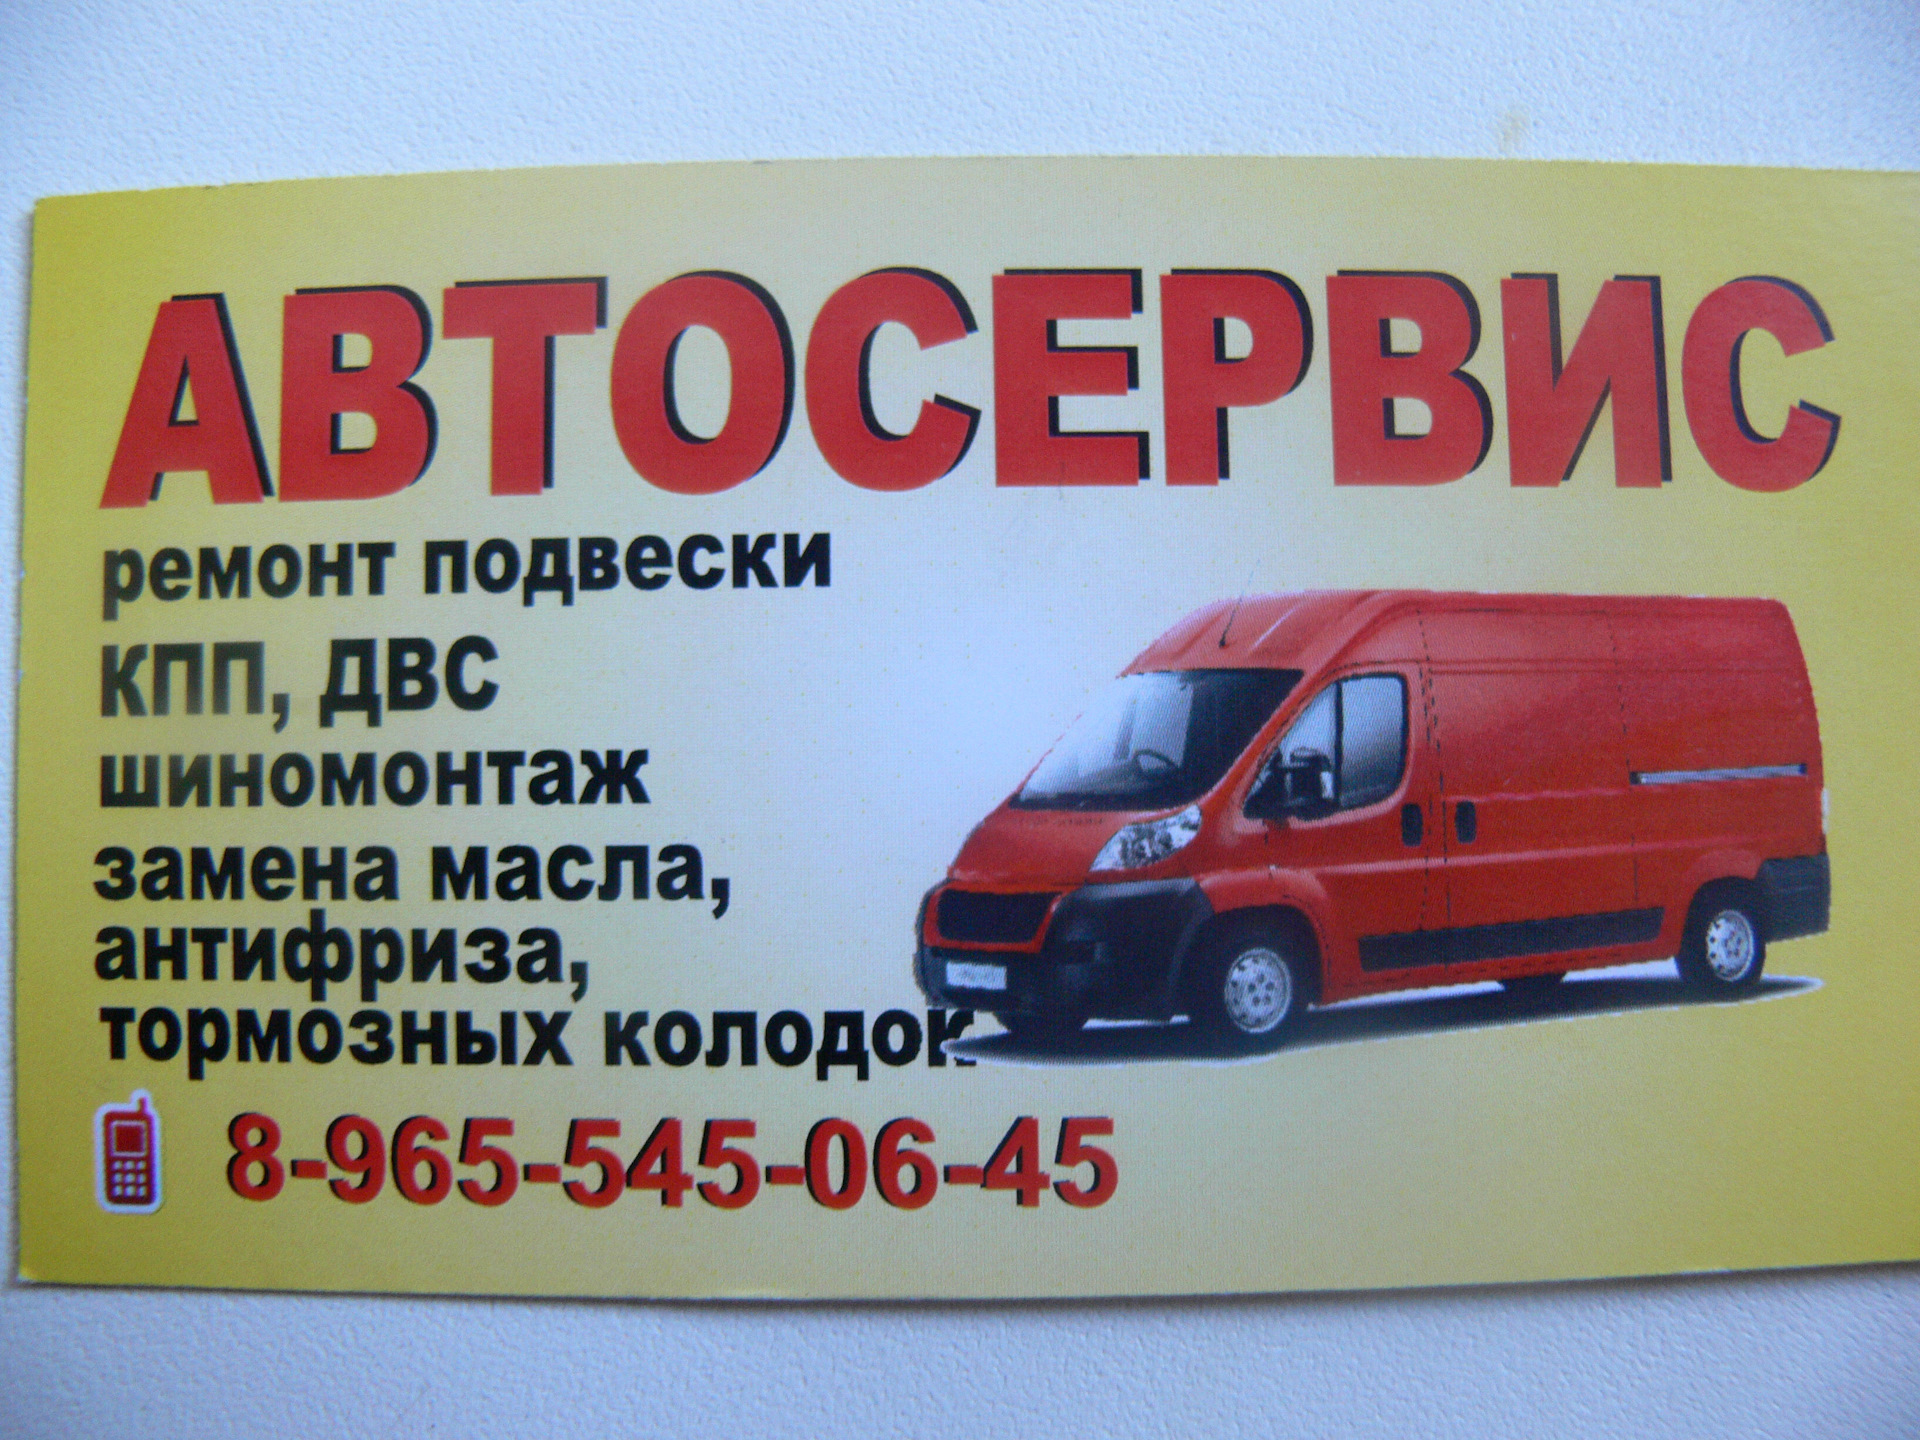 АВТОСЕРВИС
ремонт подвески
КПП, ДВС
шиномонтаж
замена масла,
антифриза,
тормозных колодок
8-965-545-06-45